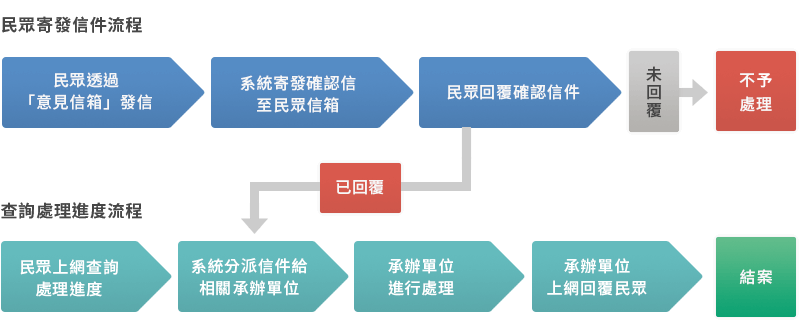 民眾寄發信件流程
民眾透過
「意見信箱」發信
系統寄發確認信
至民眾信箱
民眾回覆確認信件
未
回
覆
不予
處理
已回覆
查詢處理進度流程
民眾上網查詢
處理進度
系統分派信件給
相關承辦單位
承辦單位
進行處理
承辦單位
上網回覆民眾
結案